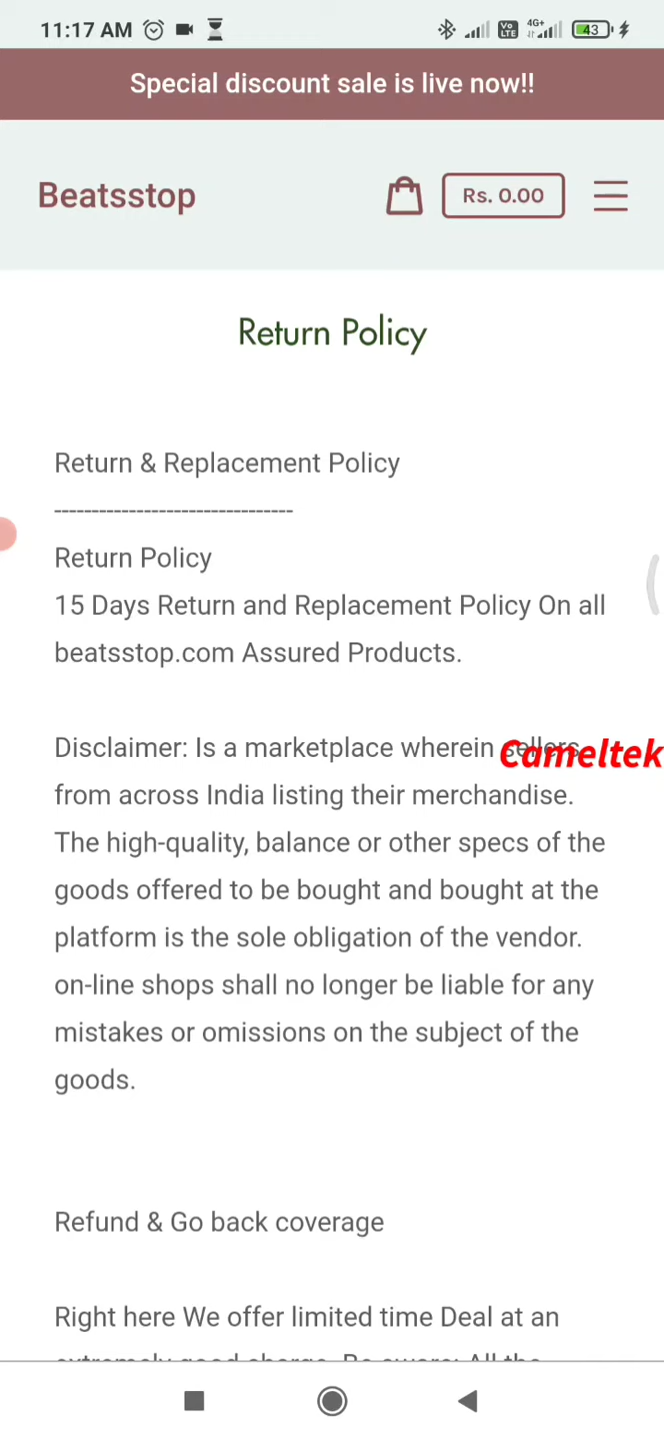 11:17 AM Vo LTE 4G+ 43
Special discount sale is live now!!
Beatsstop Rs. 0.00
Return Policy
Return & Replacement Policy
--------------------------------
Return Policy
15 Days Return and Replacement Policy On all
beatsstop.com Assured Products.
Disclaimer: Is a marketplace wherein sellers
Cameltek
from across India listing their merchandise.
The high-quality, balance or other specs of the
goods offered to be bought and bought at the
platform is the sole obligation of the vendor.
on-line shops shall no longer be liable for any
mistakes or omissions on the subject of the
goods.
Refund & Go back coverage
Right here We offer limited time Deal at an